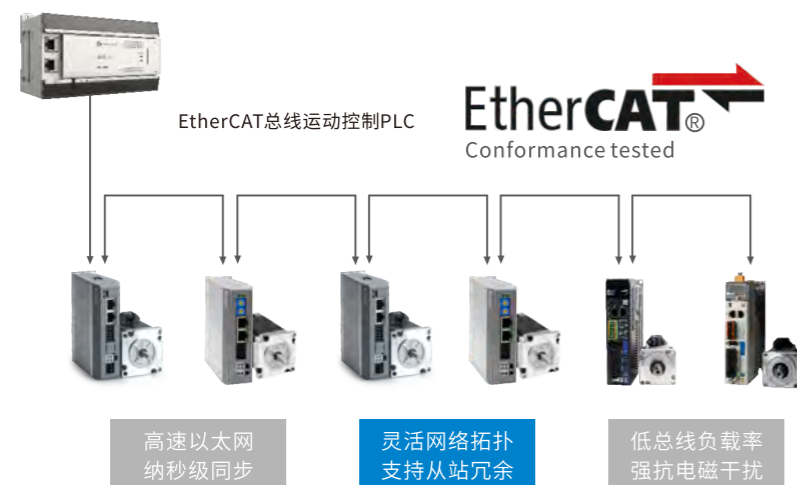 EtherCAT总线运动控制PLC
EtherCAT®
Conformance tested
高速以太网
纳秒级同步
灵活网络拓扑
支持从站冗余
低总线负载率
强抗电磁干扰